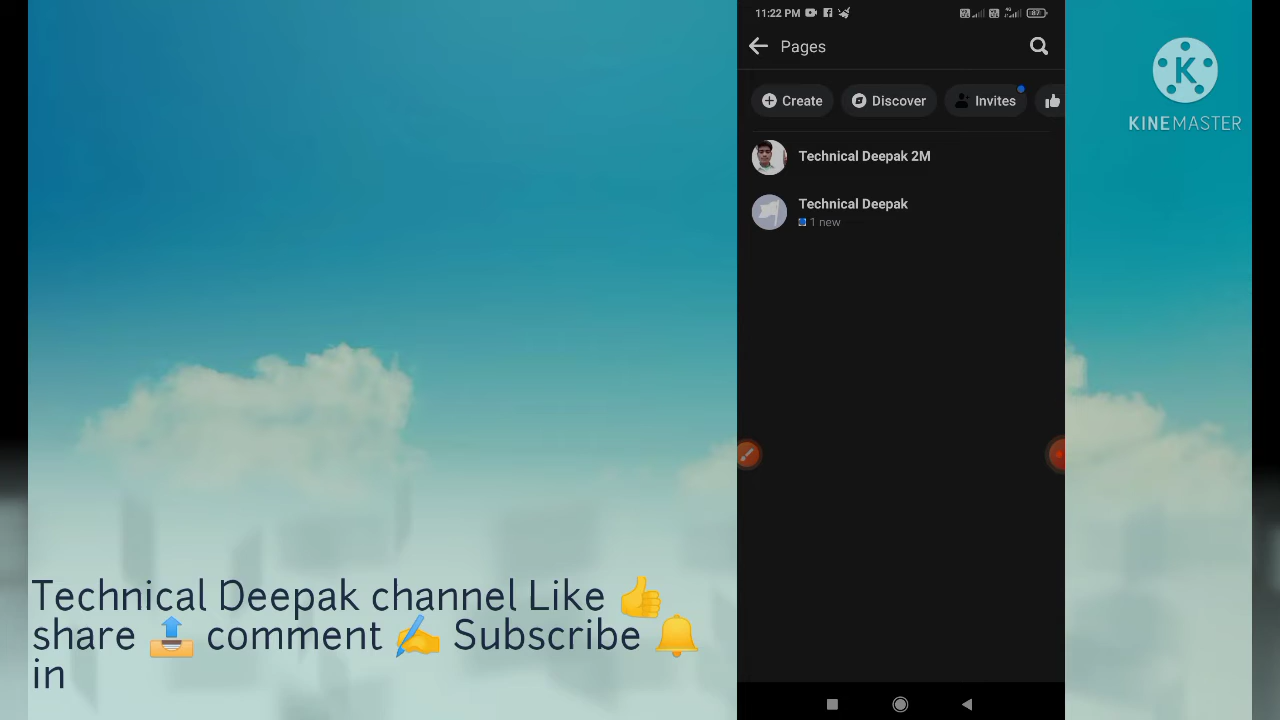 11:22 PM
87
Pages
Create
Discover
Invites
Technical Deepak 2M
Technical Deepak
1 new
K
KINEMASTER
Technical Deepak channel Like 👍
share 📤 comment ✍️ Subscribe 🔔
in